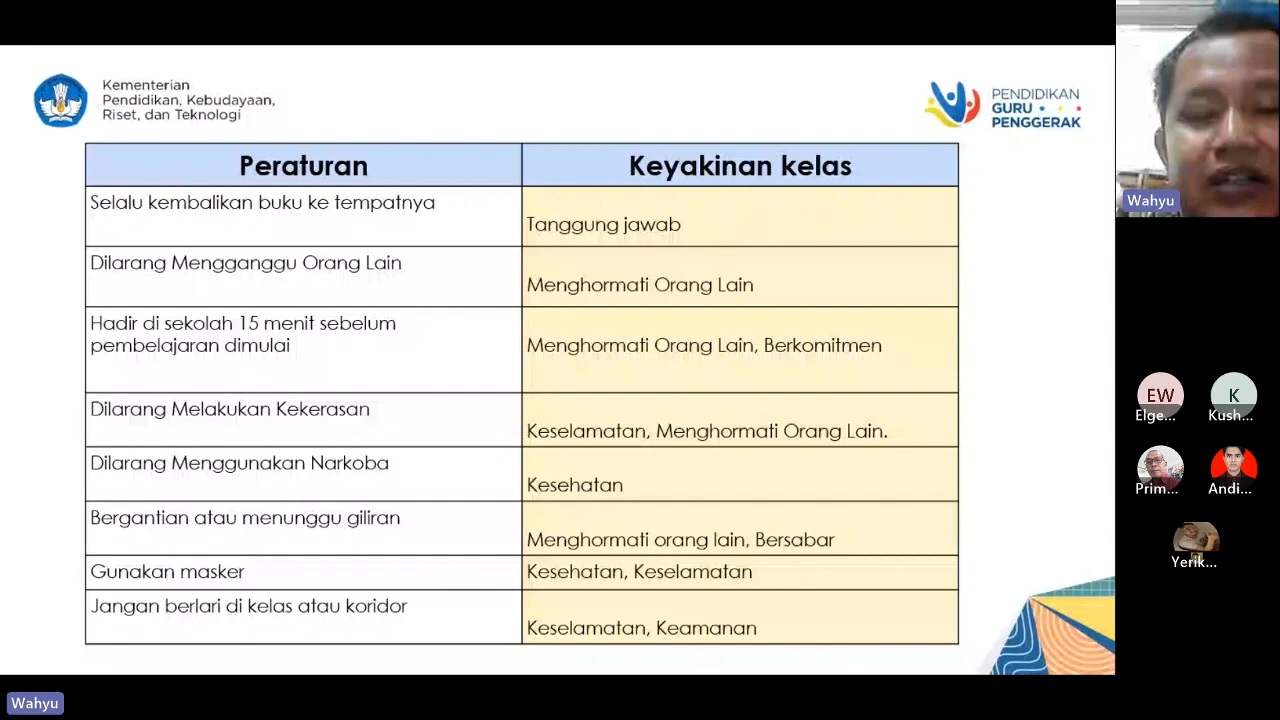 Kementerian
Pendidikan, Kebudayaan,
Riset, dan Teknologi
PENDIDIKAN
GURU
PENGGERAK
Peraturan
Keyakinan kelas
Selalu kembalikan buku ke tempatnya
Tanggung jawab
Dilarang Mengganggu Orang Lain
Menghormati Orang Lain
Hadir di sekolah 15 menit sebelum
pembelajaran dimulai
Menghormati Orang Lain, Berkomitmen
Dilarang Melakukan Kekerasan
Keselamatan, Menghormati Orang Lain.
Dilarang Menggunakan Narkoba
Kesehatan
Bergantian atau menunggu giliran
Menghormati orang lain, Bersabar
Gunakan masker
Kesehatan, Keselamatan
Jangan berlari di kelas atau koridor
Keselamatan, Keamanan
Wahyu
EW
Elge...
K
Kush...
Prim...
Andi...
Yerik...
Wahyu